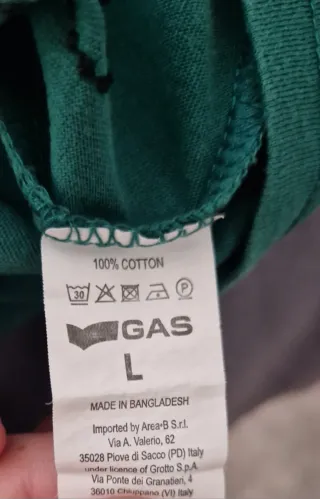 100% COTTON
30 P
GAS
L
MADE IN BANGLADESH
Imported by Area•B S.r.l.
Via A. Valerio, 62
35028 Piove di Sacco (PD) Italy
under licence of Grotto S.p.A.
Via Ponte dei Granatieri, 4
36010 Chiuppano (VI) Italy